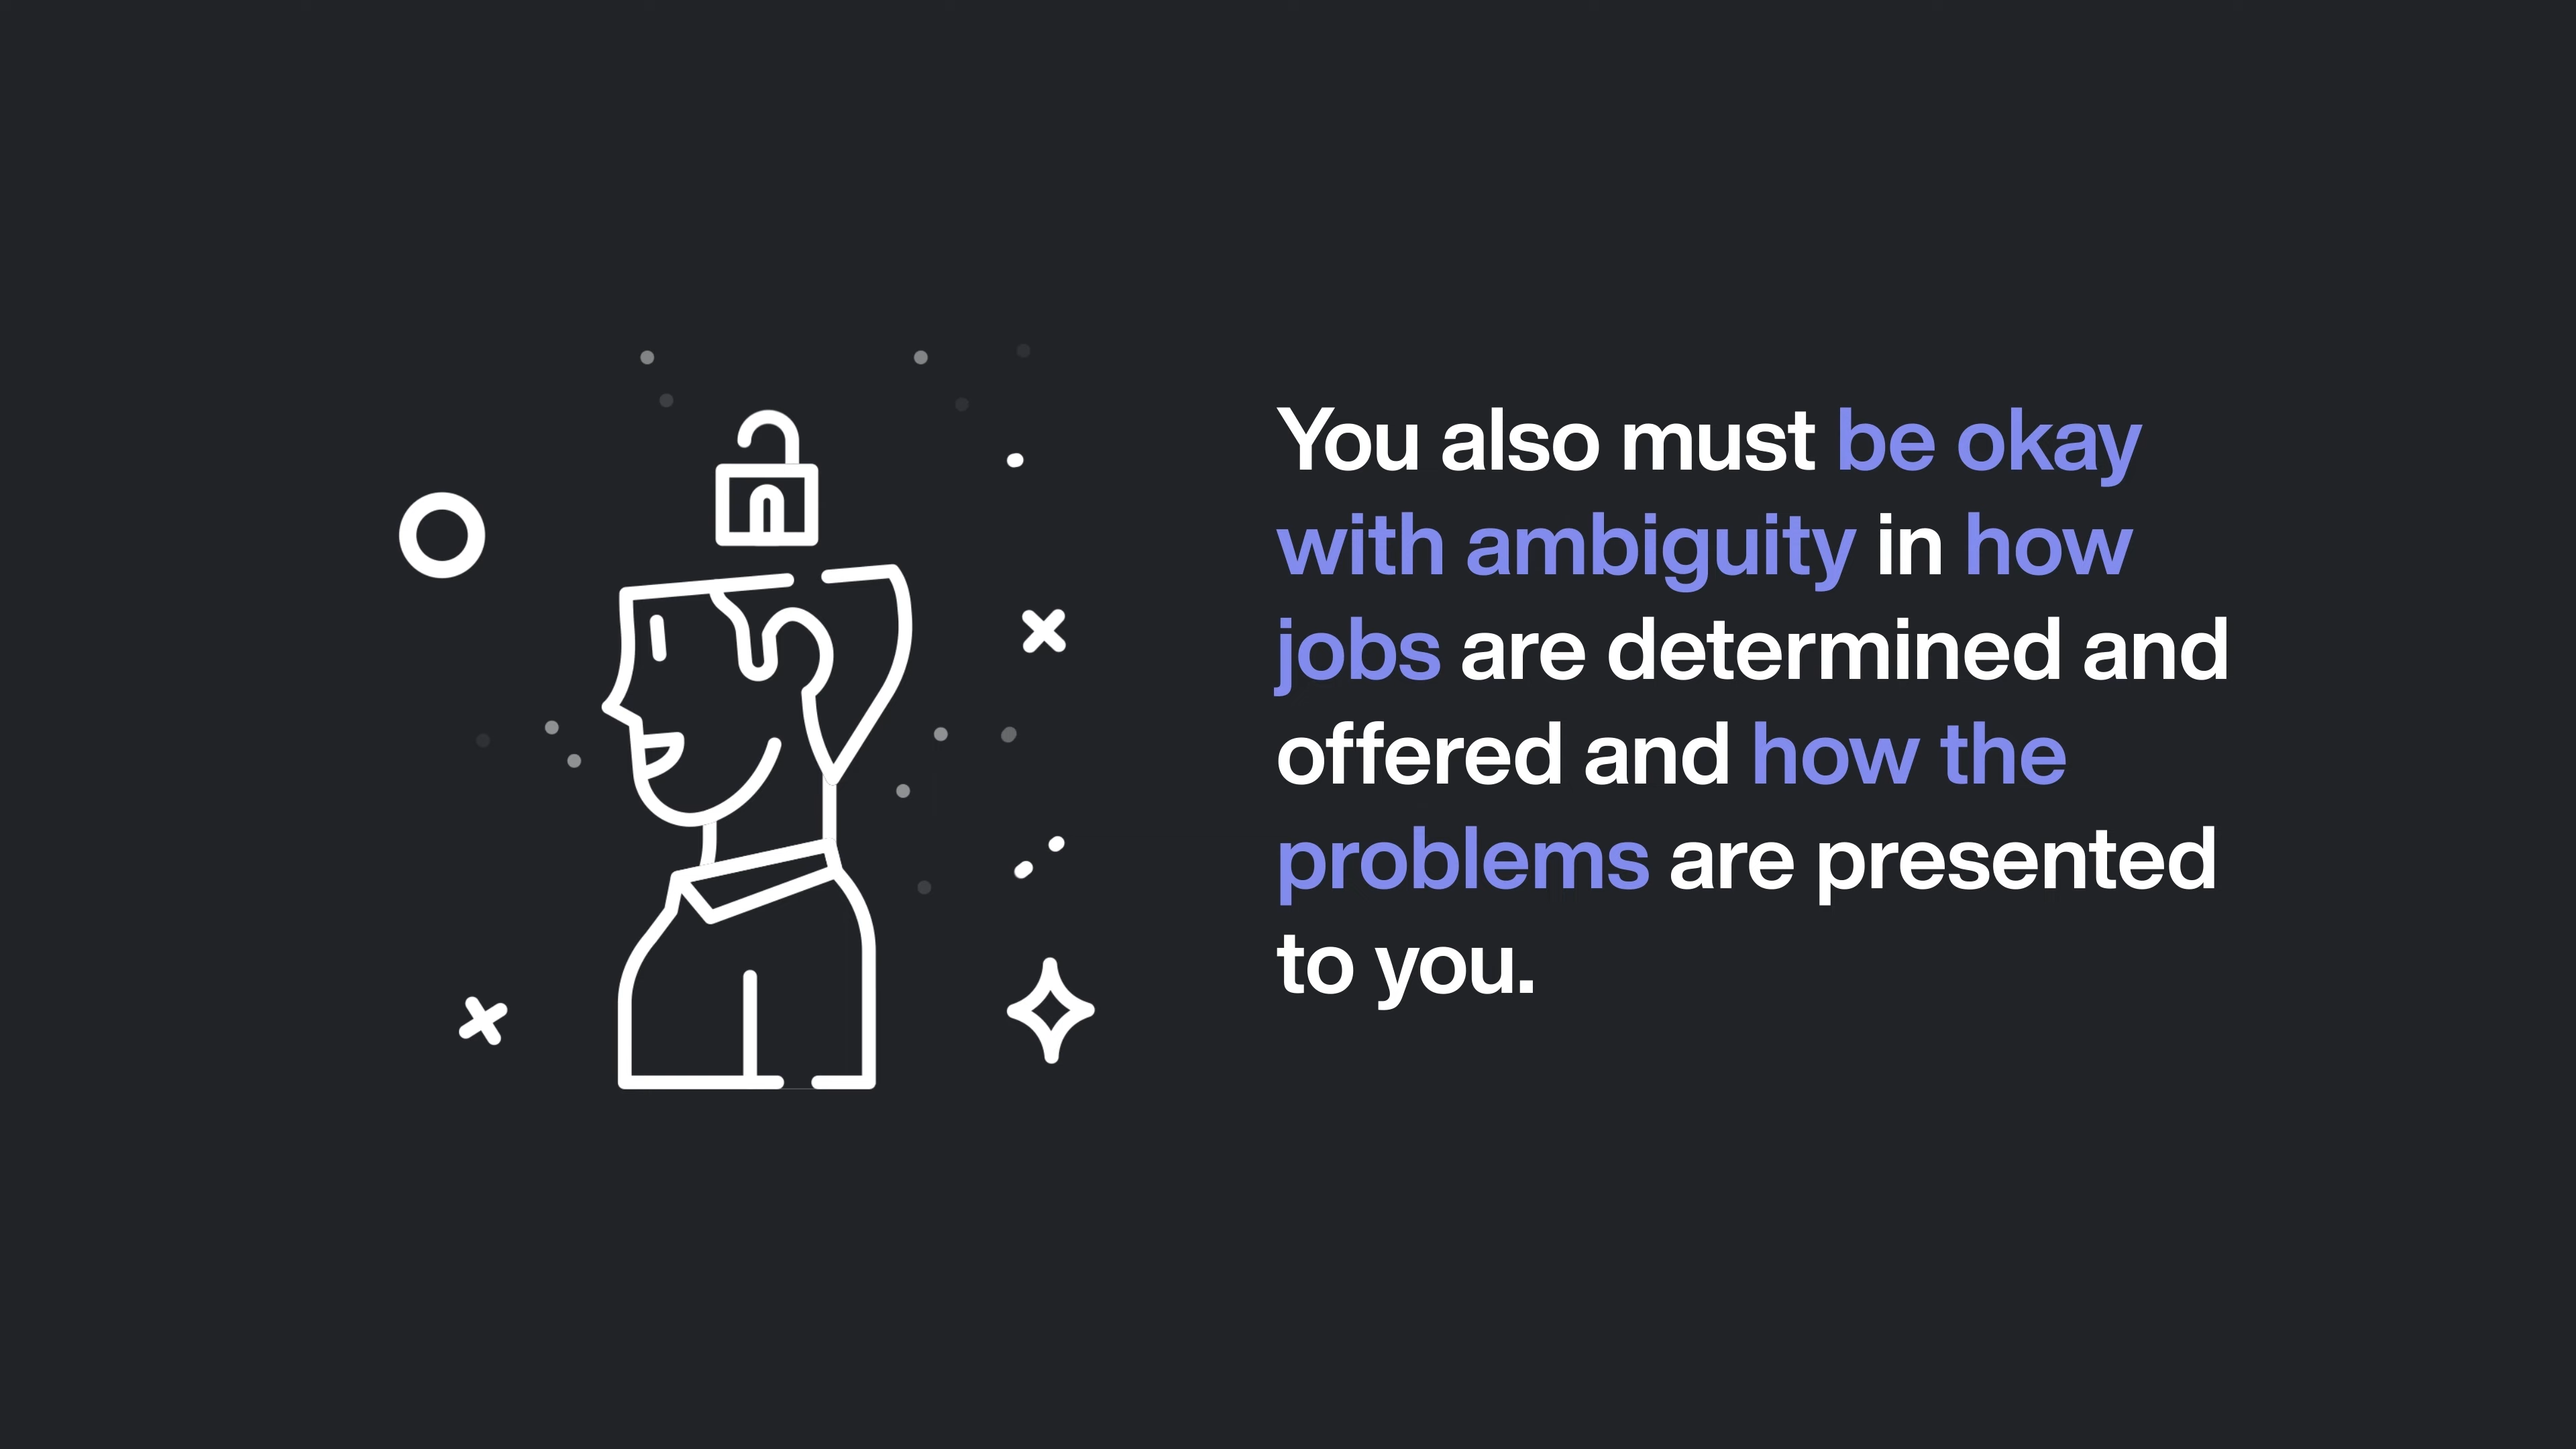 You also must be okay
with ambiguity in how
jobs are determined and
offered and how the
problems are presented
to you.